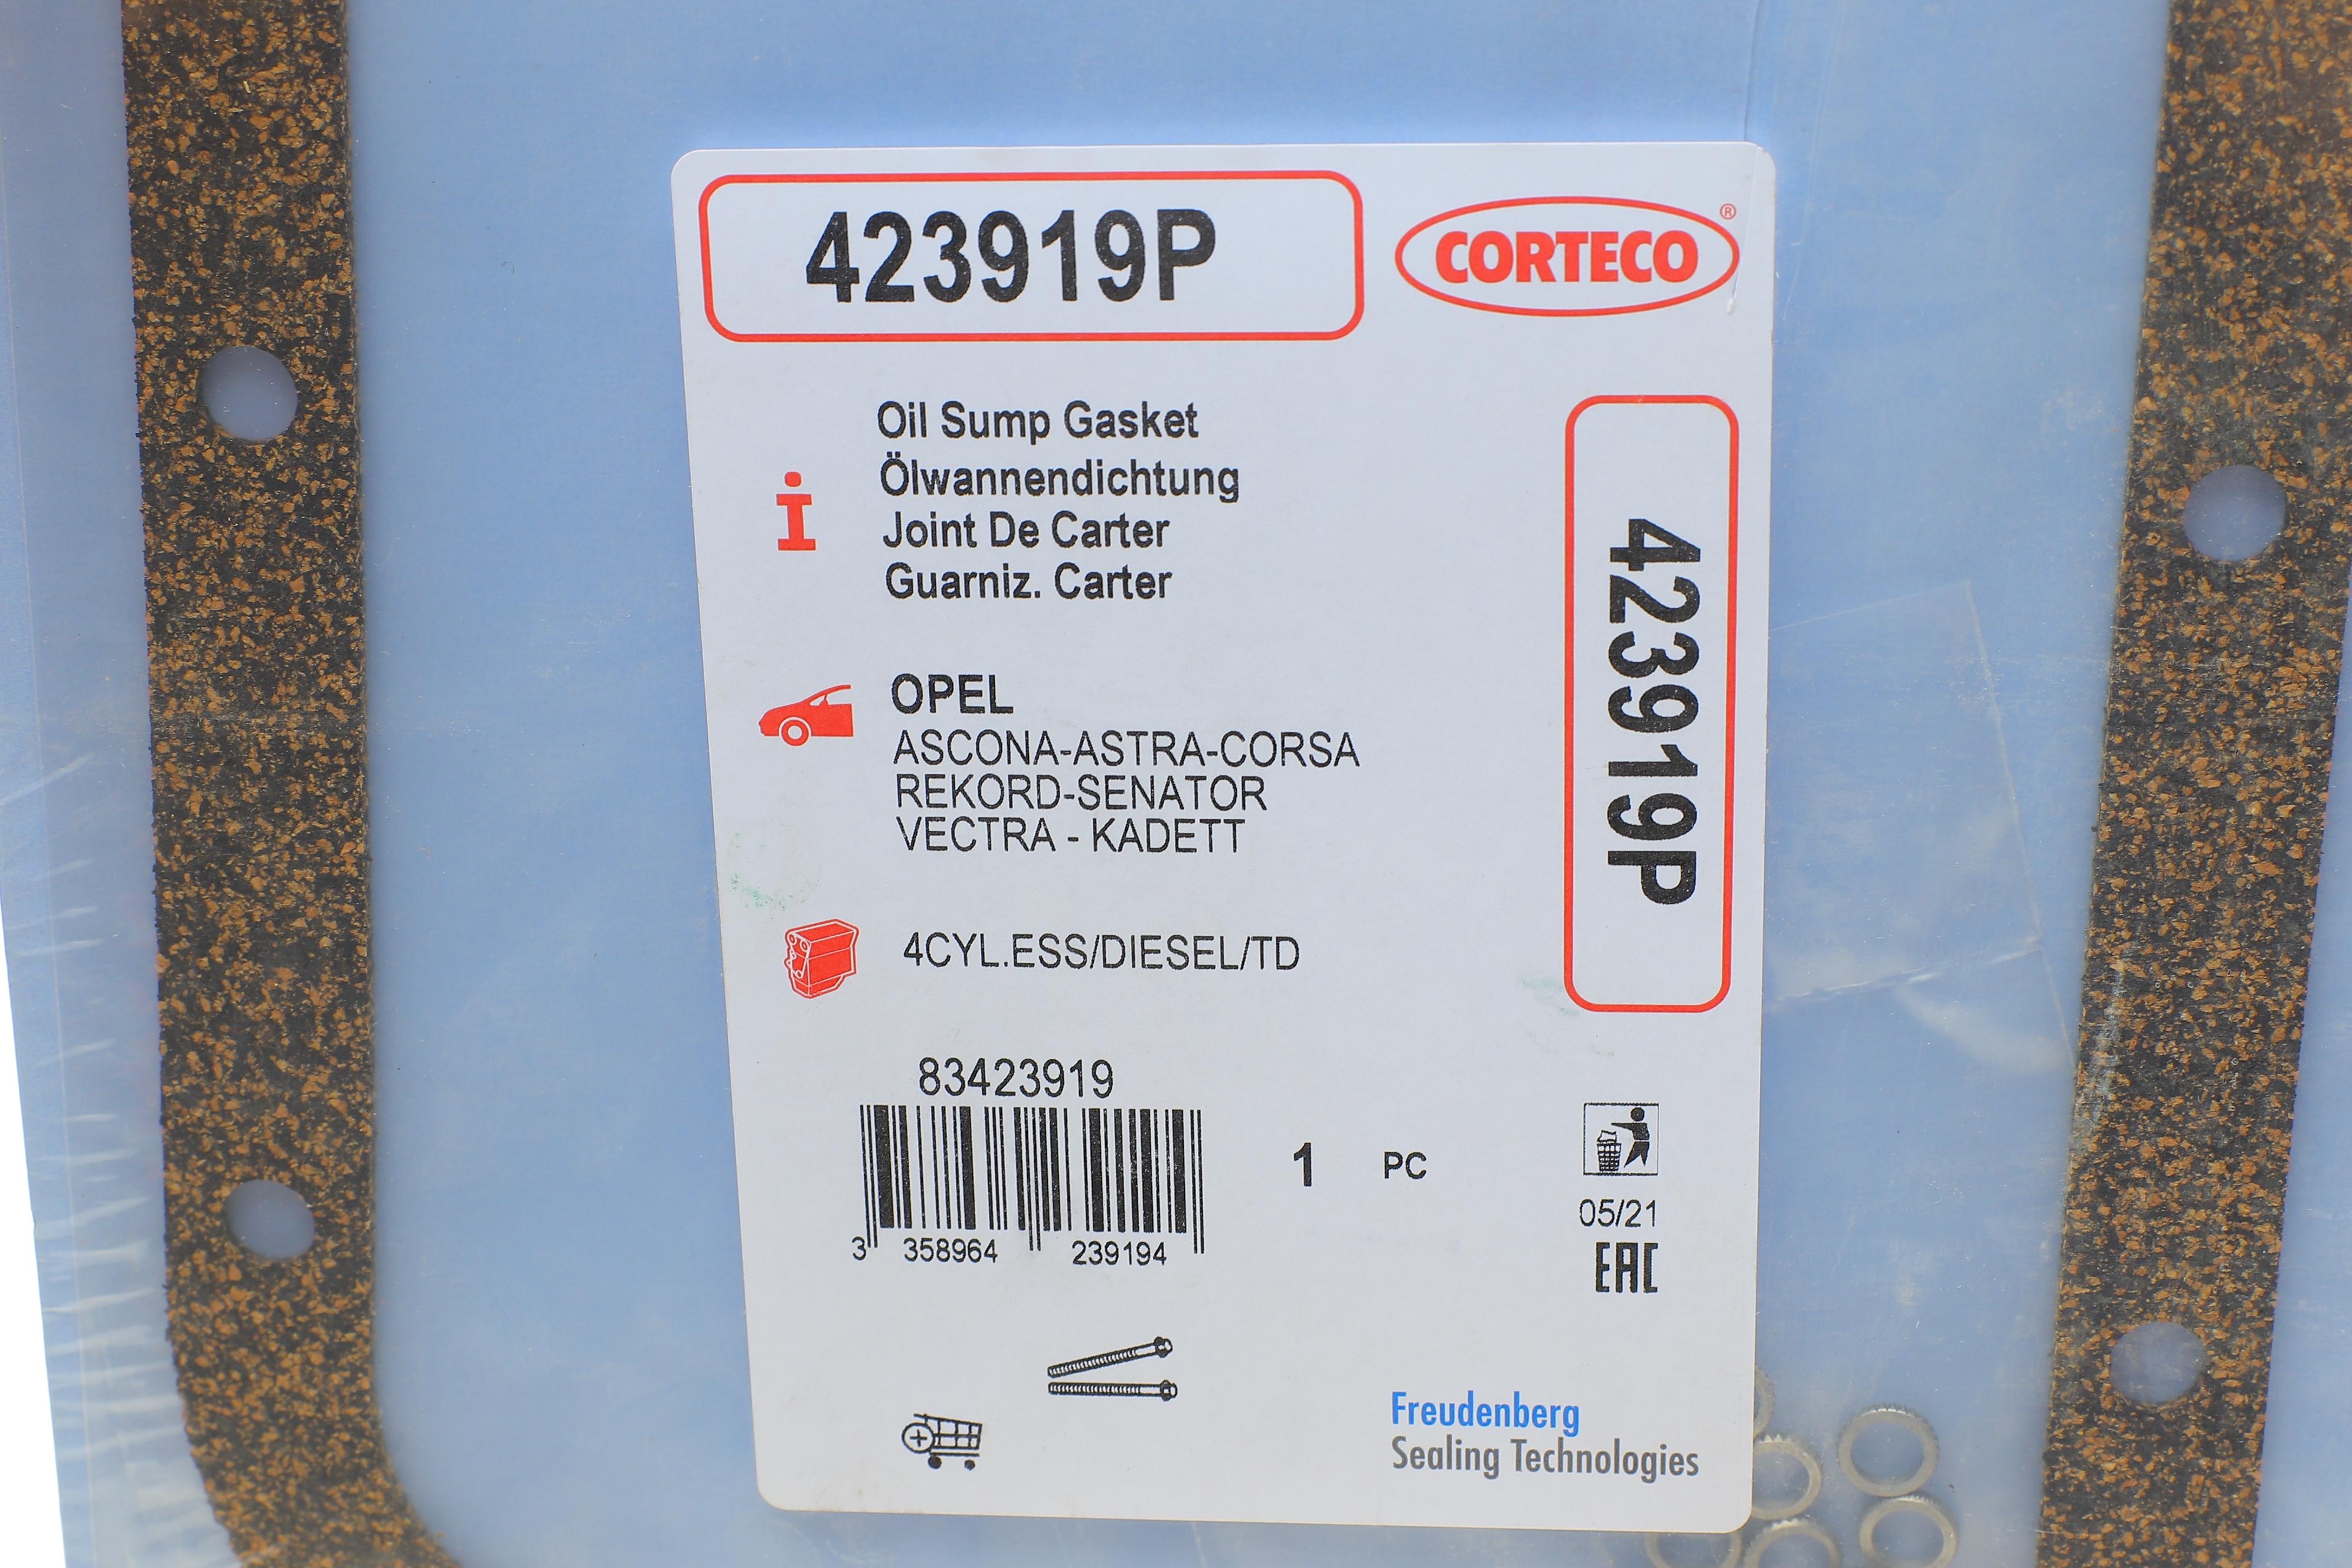 423919P
CORTECO®
Oil Sump Gasket
Ölwannendichtung
Joint De Carter
Guarniz. Carter
423919P
OPEL
ASCONA-ASTRA-CORSA
REKORD-SENATOR
VECTRA - KADETT
4CYL.ESS/DIESEL/TD
83423919
3 358964 239194
1 PC
05/21
EAC
Freudenberg
Sealing Technologies